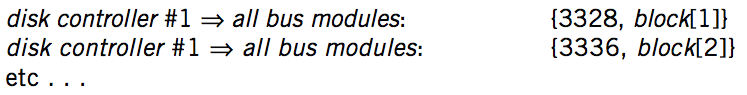 disk controller #1 ⇒ all bus modules: {3328, block[1]}
disk controller #1 ⇒ all bus modules: {3336, block[2]}
etc . . .